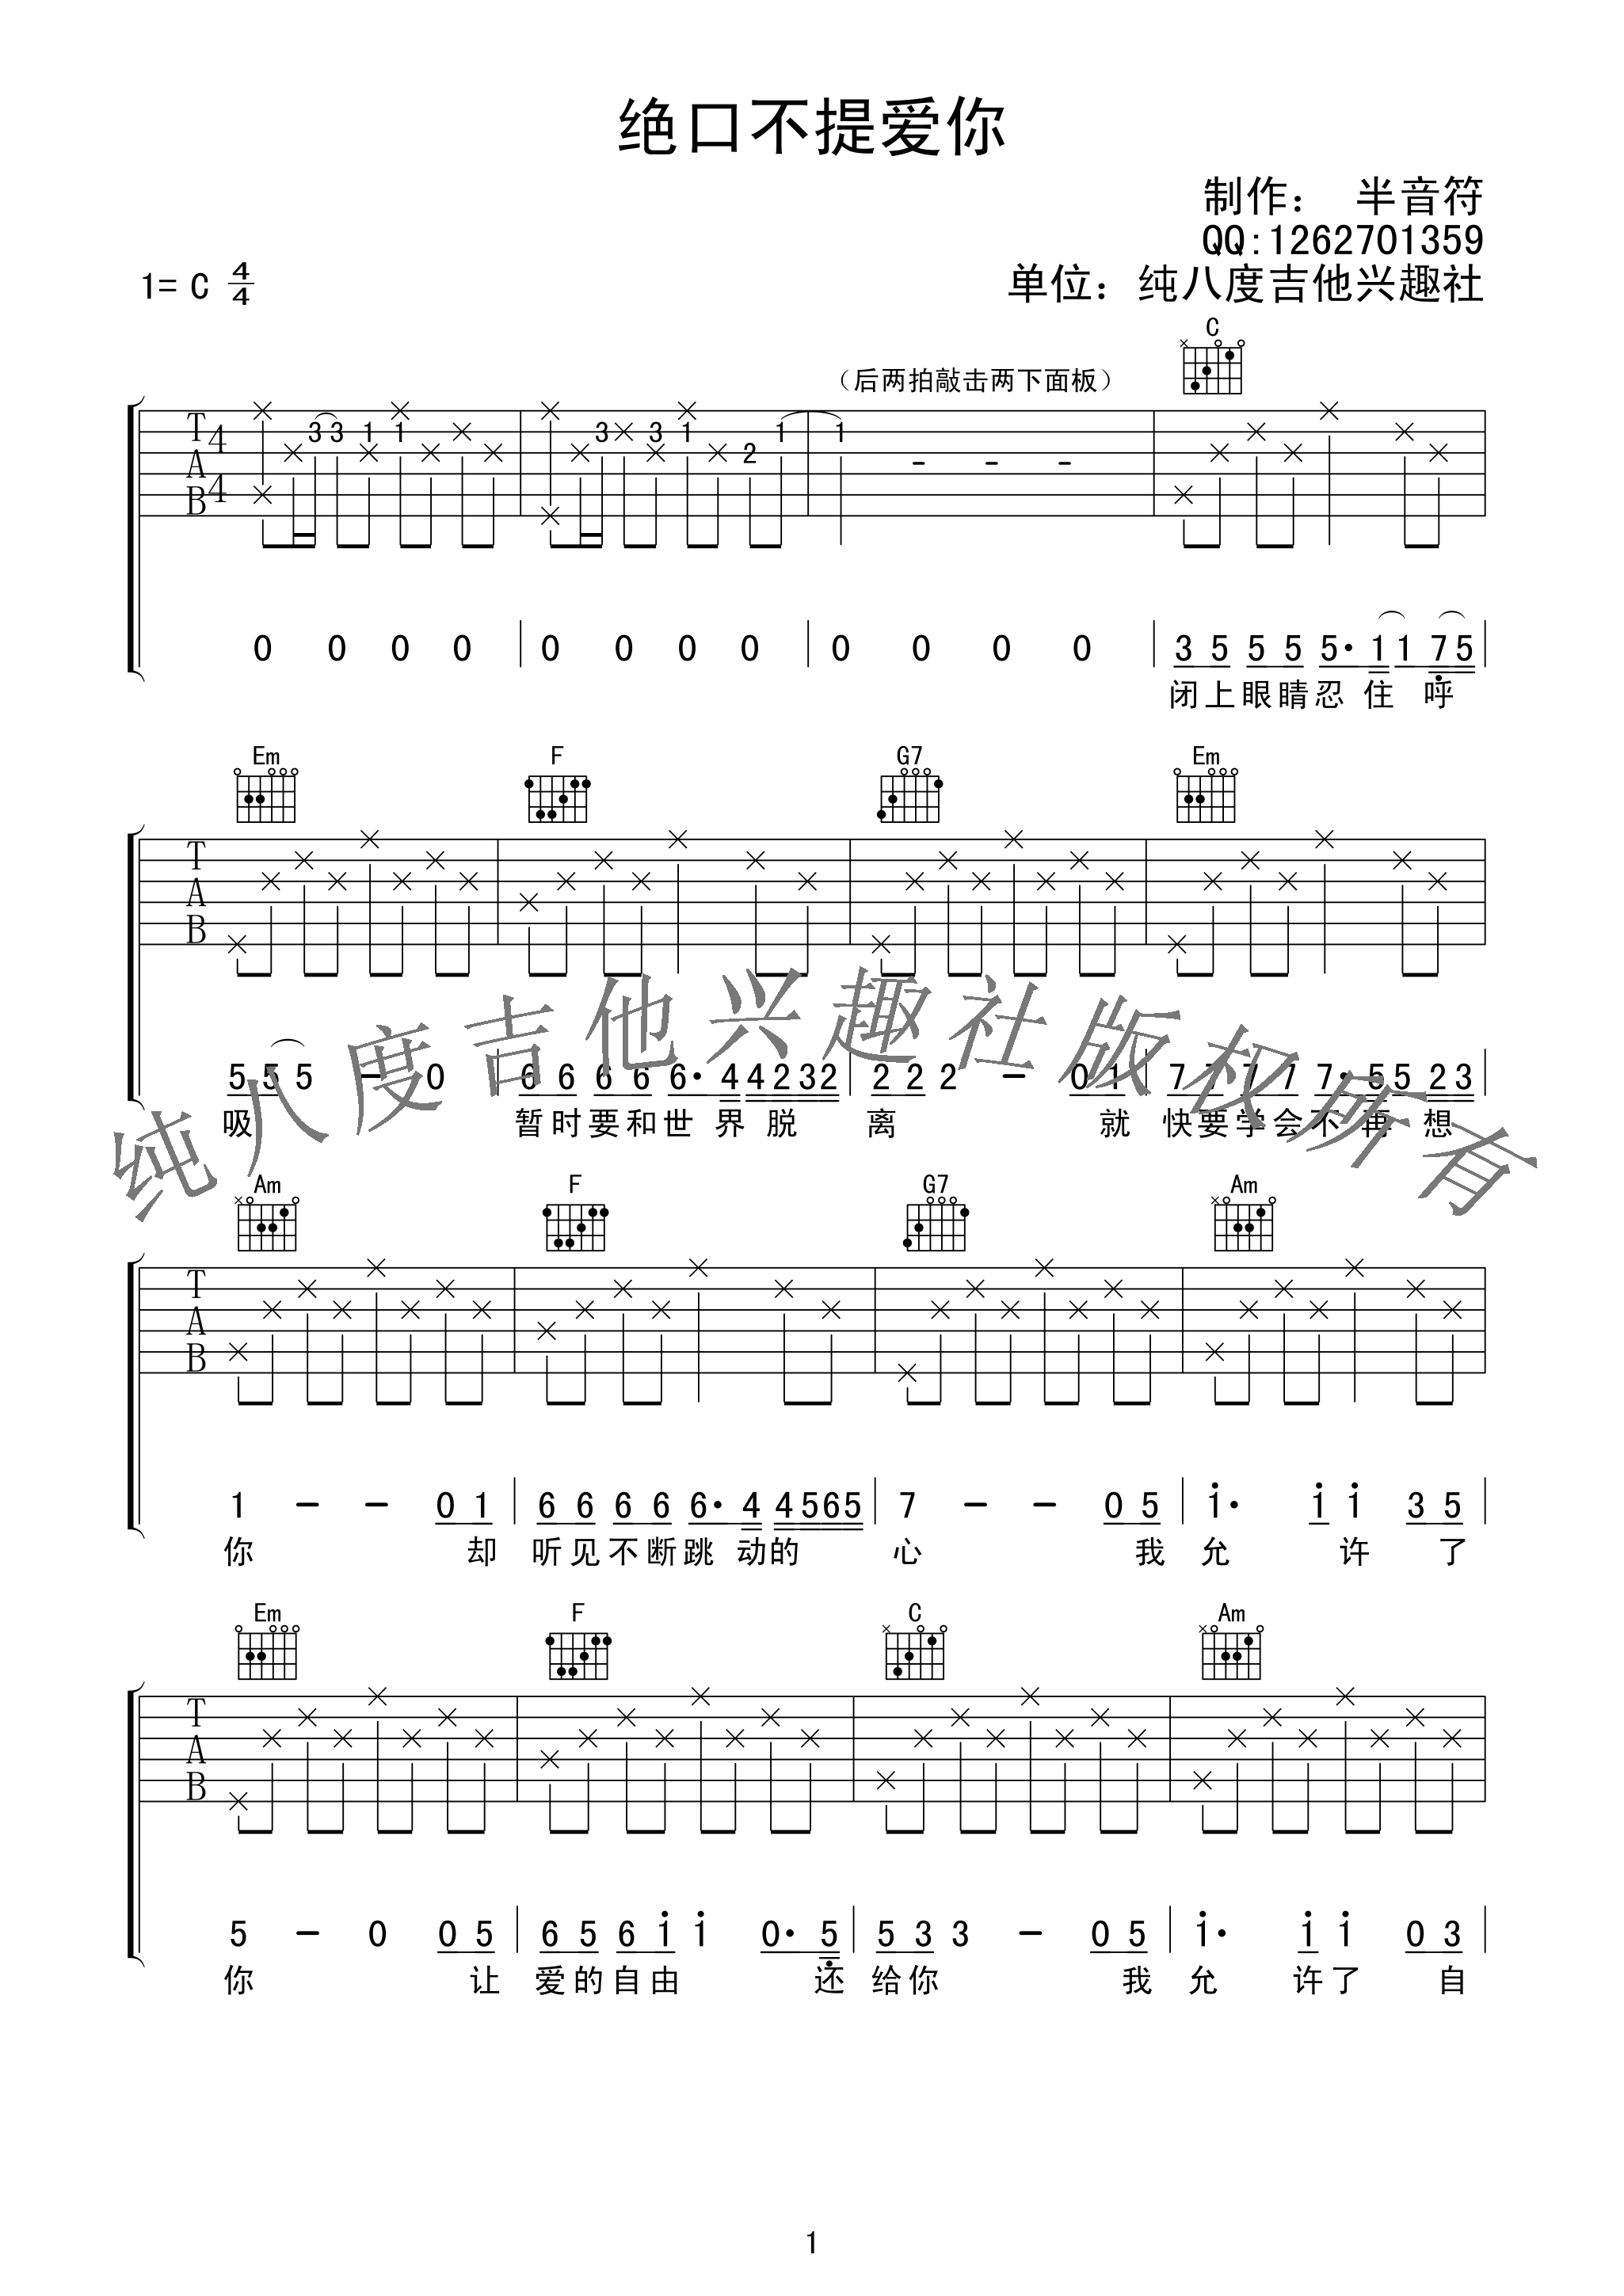 绝口不提爱你
制作： 半音符
QQ:1262701359
单位：纯八度吉他兴趣社
1= C 4/4
C
（后两拍敲击两下面板）
T A B 4 4 3 3 1 1 3 3 1 2 1 1 - - -
0 0 0 0 | 0 0 0 0 | 0 0 0 0 | 3 5 5 5 5· 1 1 7 5
闭上眼睛忍住呼
Em F G7 Em
T A B
5 5 5 - 0 | 6 6 6 6 6· 4 4 2 3 2 | 2 2 2 - 0 1 | 7 7 7 7 7· 5 5 2 3
吸 暂时要和世界脱 离 就 快要学会不再想
纯八度吉他兴趣社版权所有
Am F G7 Am
T A B
1 - - 0 1 | 6 6 6 6 6· 4 4 5 6 5 | 7 - - 0 5 | i· i i 3 5
你 却 听见不断跳动的 心 我 允 许 了
Em F C Am
T A B
5 - 0 0 5 | 6 5 6 i i 0· 5 | 5 3 3 - 0 5 | i· i i 0 3
你 让 爱的自由 还 给你 我 允 许了 自
1